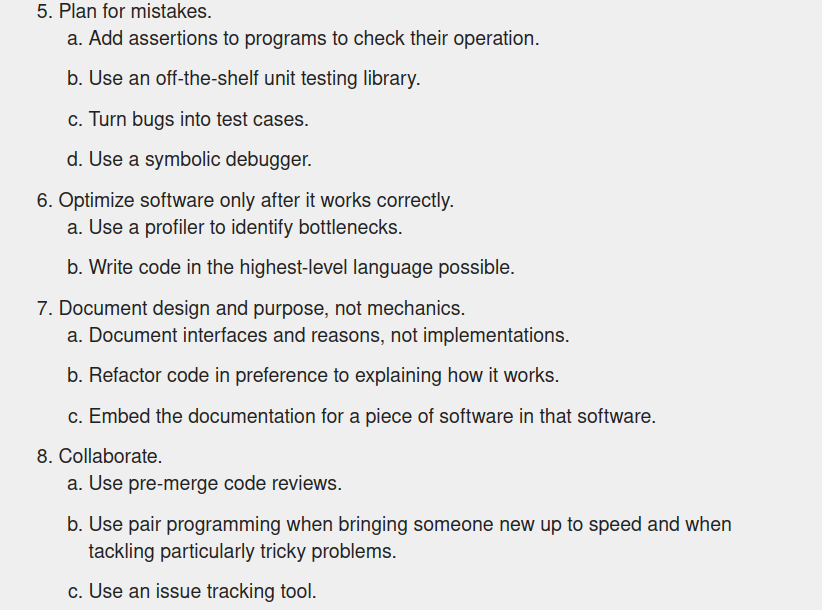 5. Plan for mistakes.
a. Add assertions to programs to check their operation.
b. Use an off-the-shelf unit testing library.
c. Turn bugs into test cases.
d. Use a symbolic debugger.
6. Optimize software only after it works correctly.
a. Use a profiler to identify bottlenecks.
b. Write code in the highest-level language possible.
7. Document design and purpose, not mechanics.
a. Document interfaces and reasons, not implementations.
b. Refactor code in preference to explaining how it works.
c. Embed the documentation for a piece of software in that software.
8. Collaborate.
a. Use pre-merge code reviews.
b. Use pair programming when bringing someone new up to speed and when
tackling particularly tricky problems.
c. Use an issue tracking tool.